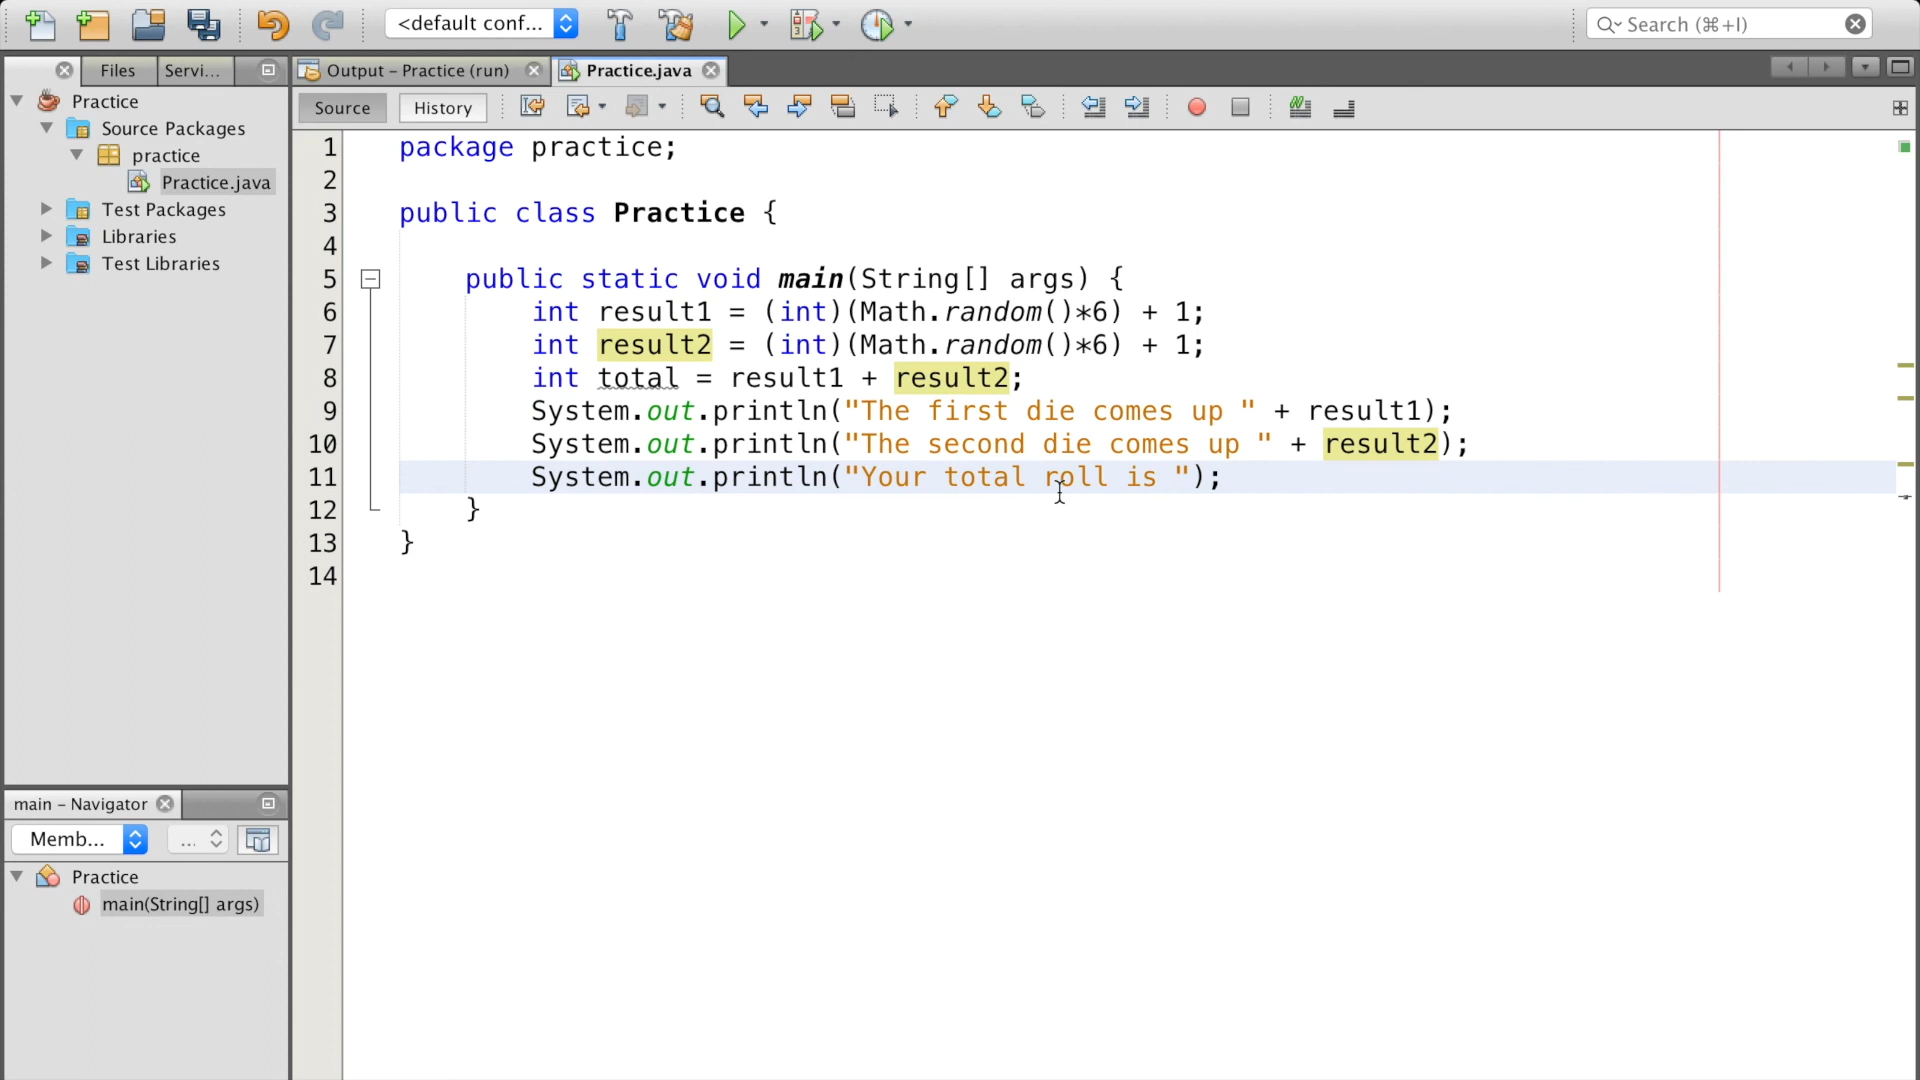 <default conf...
Search (⌘+I)
Files
Servi...
Output – Practice (run)
Practice.java
Source
History
Practice
Source Packages
practice
Practice.java
Test Packages
Libraries
Test Libraries
1 package practice;
2
3 public class Practice {
4
5 public static void main(String[] args) {
6 int result1 = (int)(Math.random()*6) + 1;
7 int result2 = (int)(Math.random()*6) + 1;
8 int total = result1 + result2;
9 System.out.println("The first die comes up " + result1);
10 System.out.println("The second die comes up " + result2);
11 System.out.println("Your total roll is ");
12 }
13 }
14
main – Navigator
Memb...
...
Practice
main(String[] args)